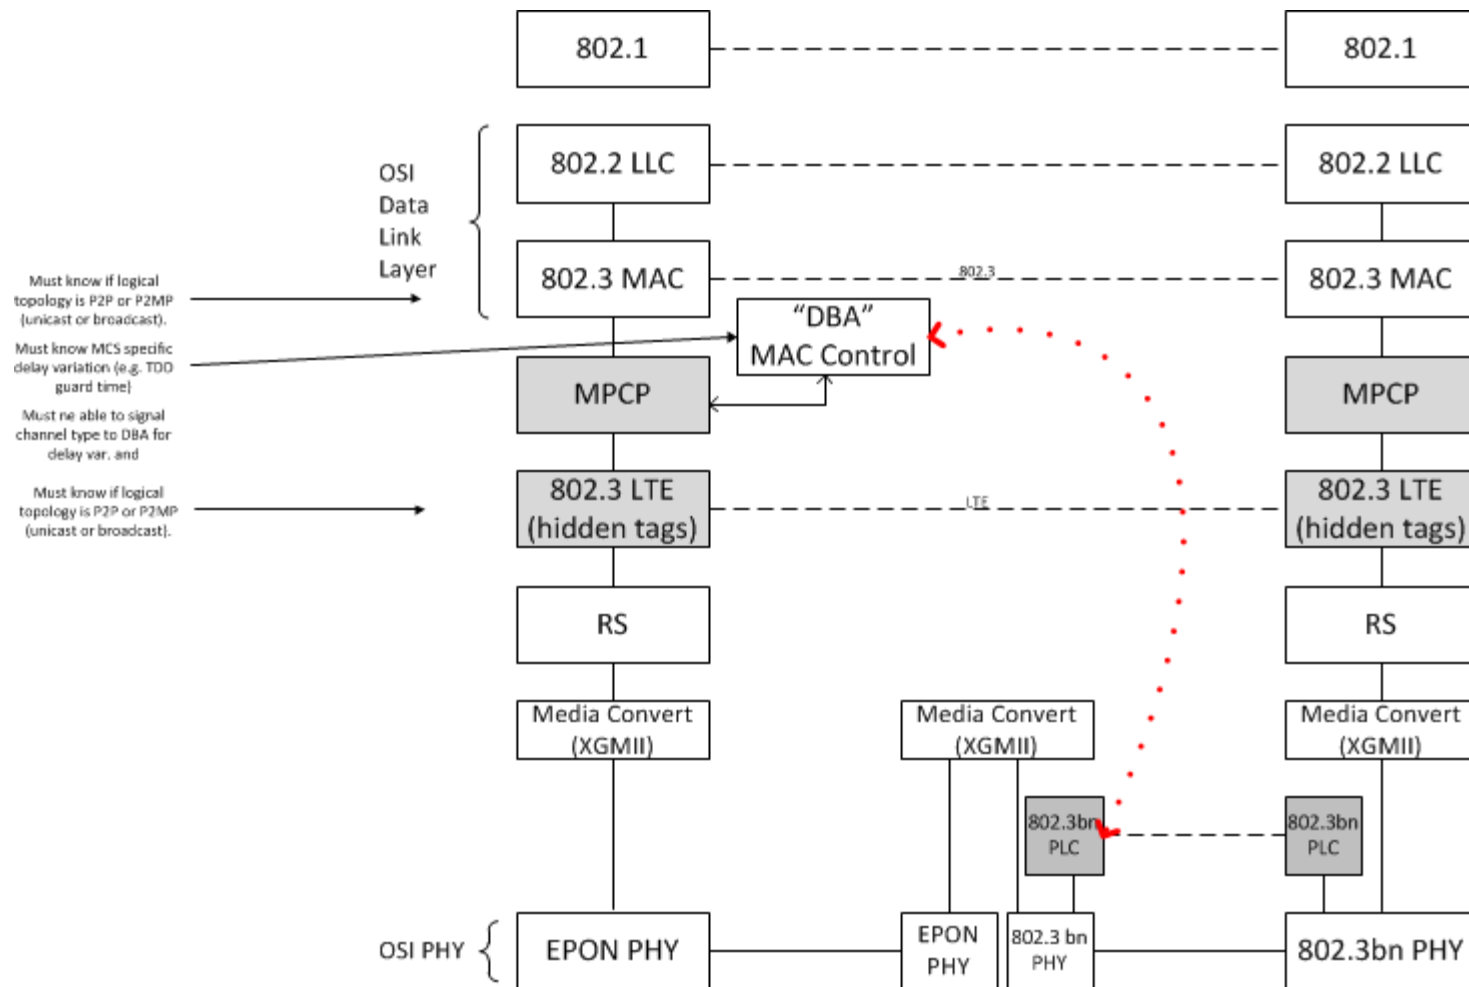 802.1
802.1
802.2 LLC
802.2 LLC
OSI
Data
Link
Layer
802.3 MAC
802.3
802.3 MAC
Must know if logical
topology is P2P or P2MP
(unicast or broadcast).
"DBA"
MAC Control
Must know MCS specific
delay variation (e.g. TDD
guard time)
MPCP
MPCP
Must ne able to signal
channel type to DBA for
delay var. and
Must know if logical
topology is P2P or P2MP
(unicast or broadcast).
802.3 LTE
(hidden tags)
LTE
802.3 LTE
(hidden tags)
RS
RS
Media Convert
(XGMII)
Media Convert
(XGMII)
Media Convert
(XGMII)
802.3bn
PLC
802.3bn
PLC
OSI PHY
EPON PHY
EPON
PHY
802.3 bn
PHY
802.3bn PHY